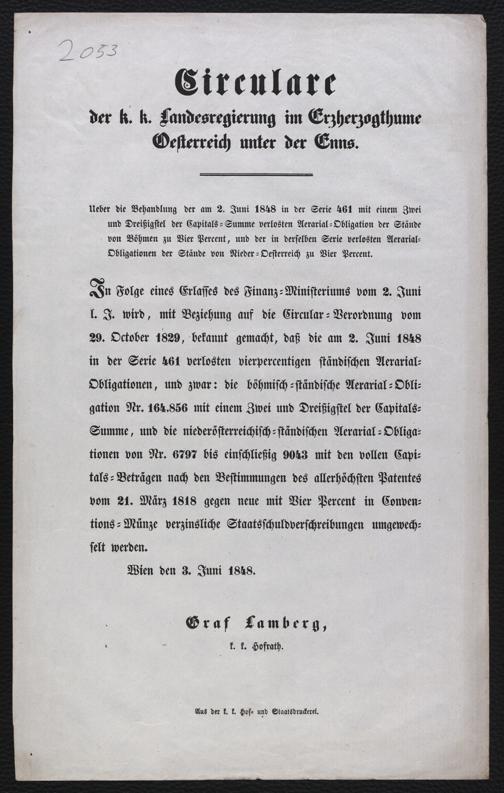 2053
Circulare
der k. k. Landesregierung im Erzherzogthume
Oesterreich unter der Enns.
Ueber die Behandlung der am 2. Juni 1848 in der Serie 461 mit einem Zwei
und Dreißigstel der Capitals-Summe verlosten Aerarial-Obligation der Stände
von Böhmen zu Vier Percent, und der in derselben Serie verlosten Aerarial-
Obligationen der Stände von Nieder-Oesterreich zu Vier Percent.
In Folge eines Erlasses des Finanz-Ministeriums vom 2. Juni
l. J. wird, mit Beziehung auf die Circular-Verordnung vom
29. October 1829, bekannt gemacht, daß die am 2. Juni 1848
in der Serie 461 verlosten vierpercentigen ständischen Aerarial-
Obligationen, und zwar: die böhmisch-ständische Aerarial-Obli-
gation Nr. 164.856 mit einem Zwei und Dreißigstel der Capitals-
Summe, und die niederösterreichisch-ständischen Aerarial-Obliga-
tionen von Nr. 6797 bis einschließig 9043 mit den vollen Capi-
tals-Beträgen nach den Bestimmungen des allerhöchsten Patentes
vom 21. März 1818 gegen neue mit Vier Percent in Conven-
tions-Münze verzinsliche Staatsschuldverschreibungen umgewech-
selt werden.
Wien den 3. Juni 1848.
Graf Lamberg,
k. k. Hofrath.
Aus der k. k. Hof- und Staatsdruckerei.